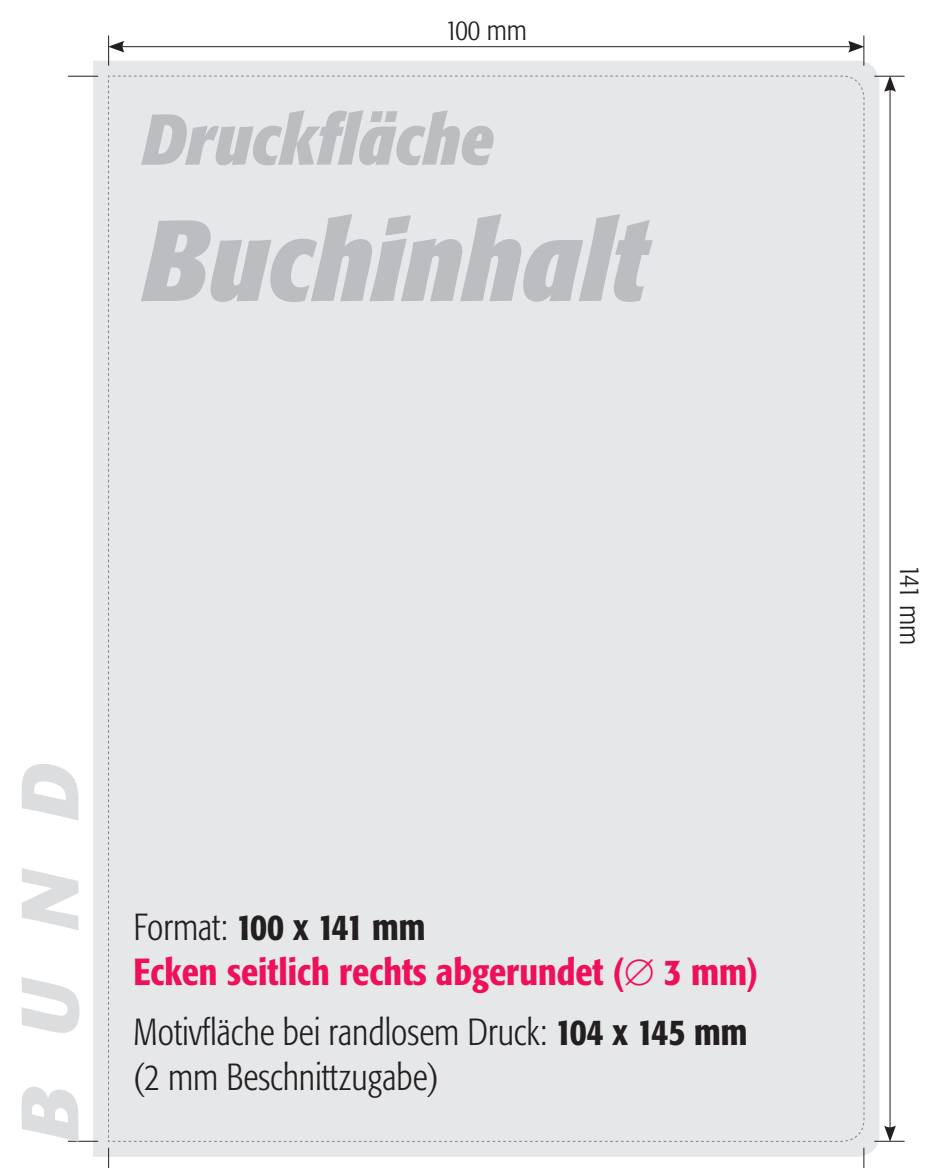 100 mm
Druckfläche
Buchinhalt
141 mm
BUND
Format: 100 x 141 mm
Ecken seitlich rechts abgerundet (∅ 3 mm)
Motivfläche bei randlosem Druck: 104 x 145 mm
(2 mm Beschnittzugabe)